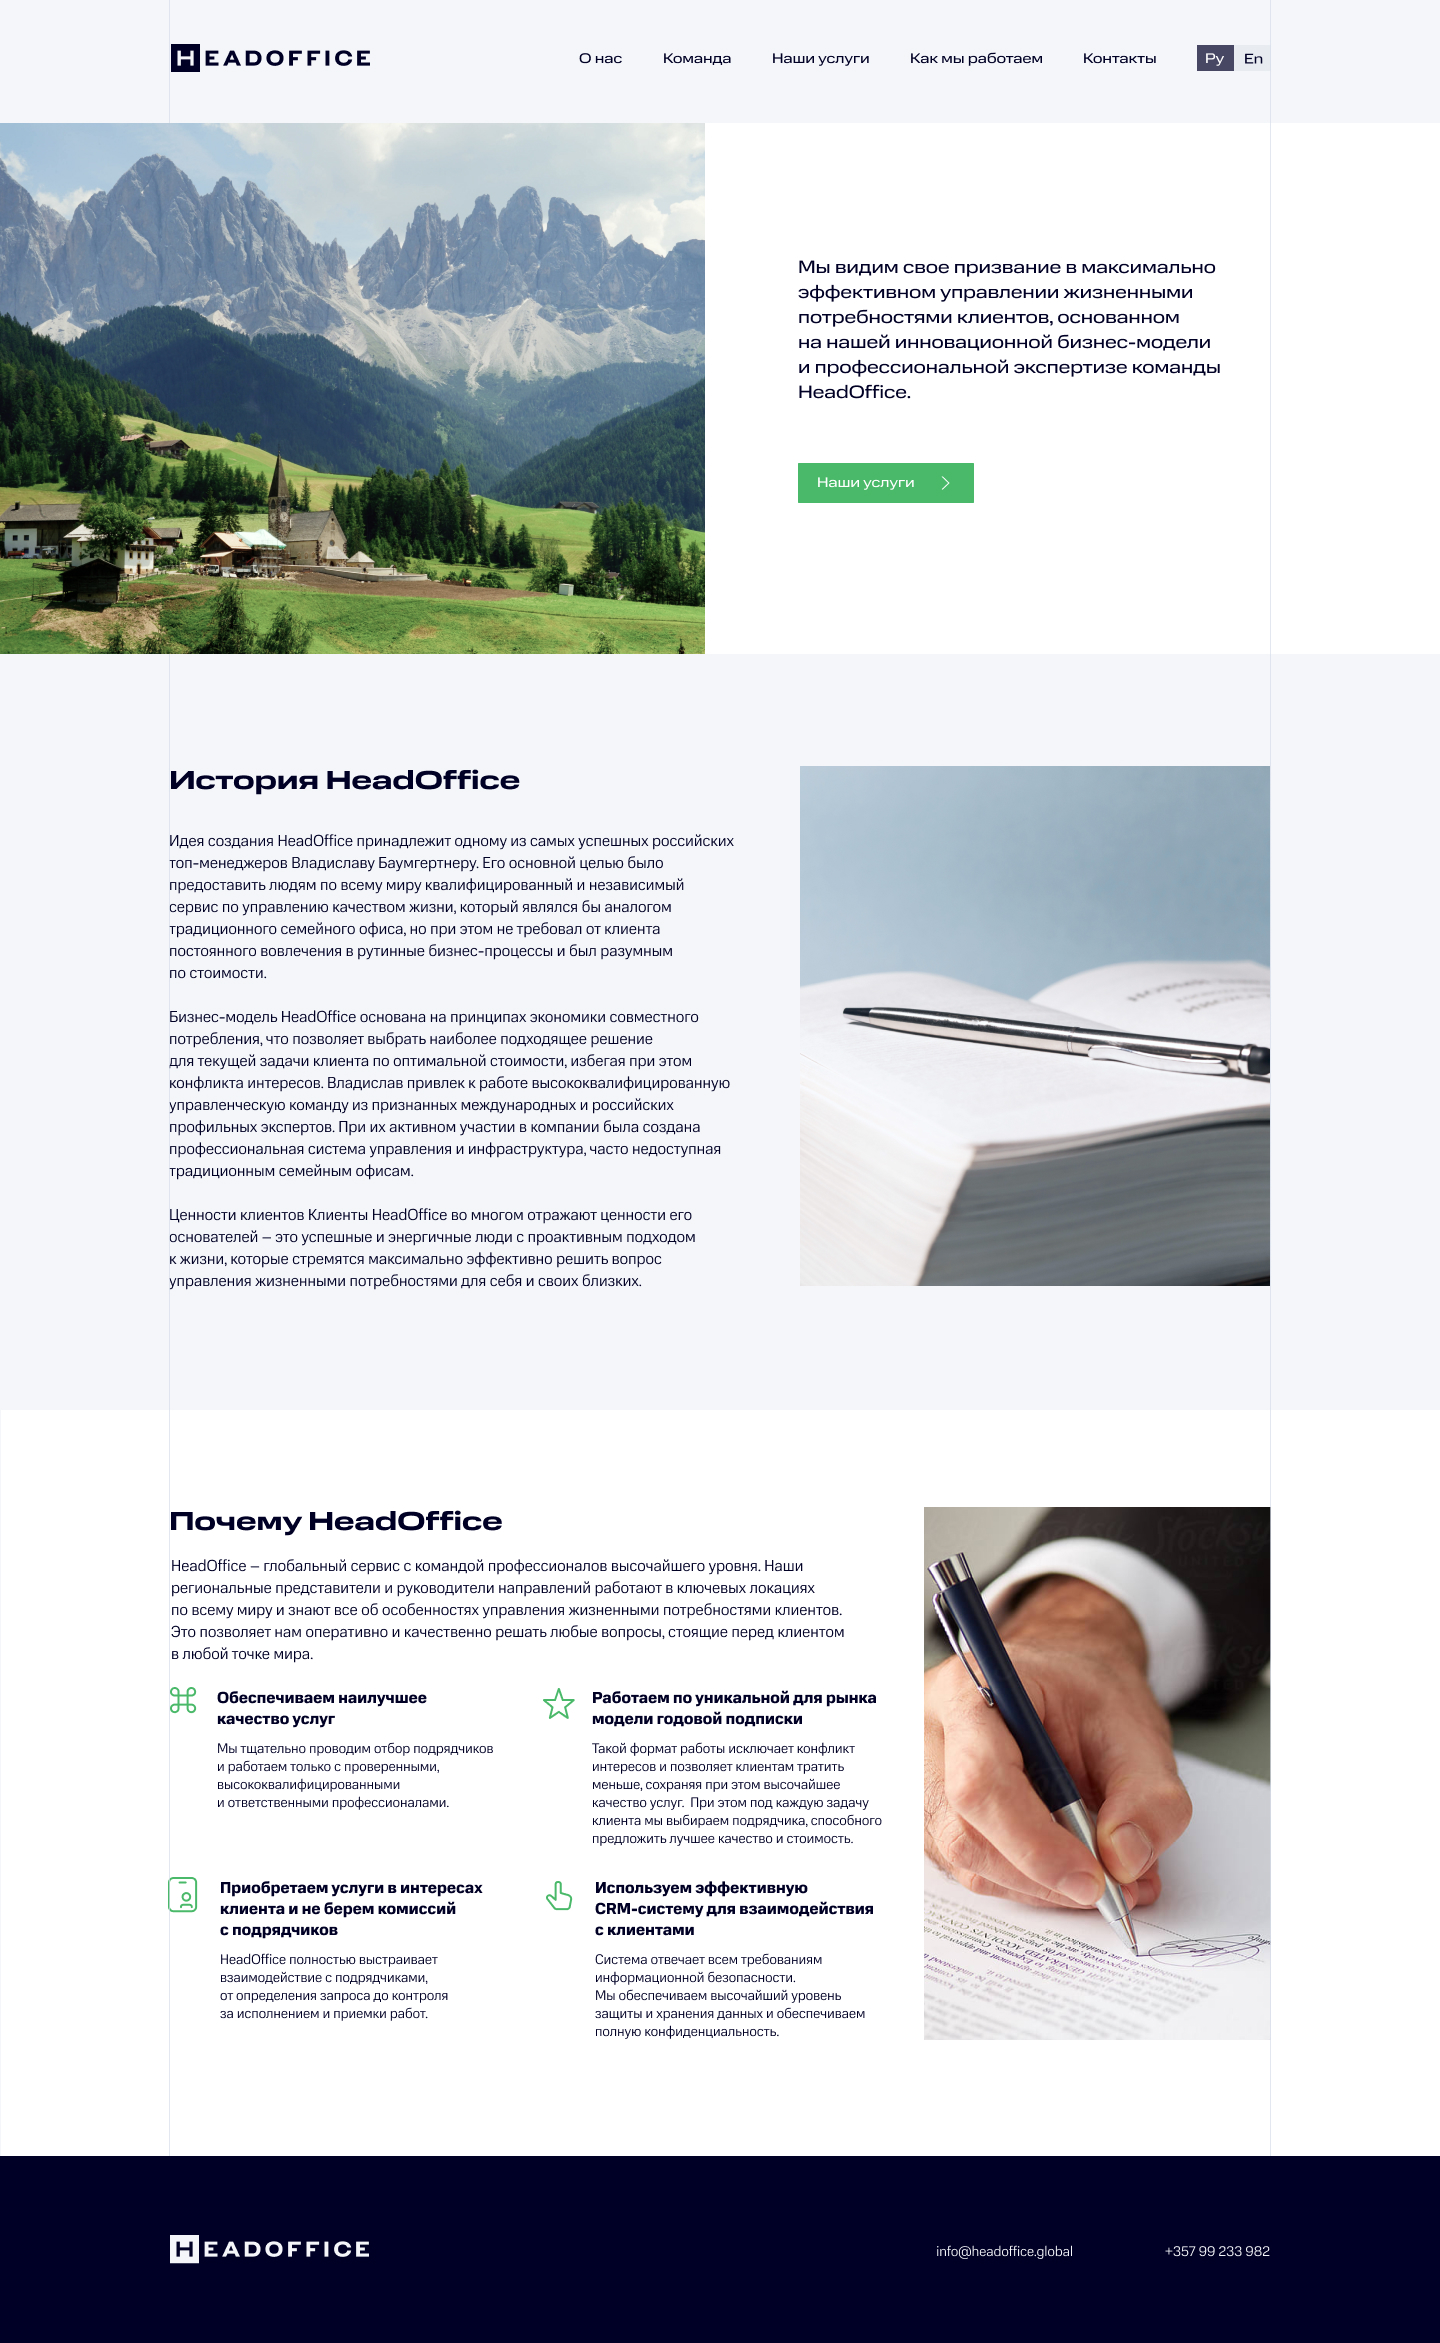 HEADOFFICE
О нас
Команда
Наши услуги
Как мы работаем
Контакты
Ру
En
Мы видим свое призвание в максимально
эффективном управлении жизненными
потребностями клиентов, основанном
на нашей инновационной бизнес-модели
и профессиональной экспертизе команды
HeadOffice.
Наши услуги
История HeadOffice
Идея создания HeadOffice принадлежит одному из самых успешных российских
топ-менеджеров Владиславу Баумгертнеру. Его основной целью было
предоставить людям по всему миру квалифицированный и независимый
сервис по управлению качеством жизни, который являлся бы аналогом
традиционного семейного офиса, но при этом не требовал от клиента
постоянного вовлечения в рутинные бизнес-процессы и был разумным
по стоимости.
Бизнес-модель HeadOffice основана на принципах экономики совместного
потребления, что позволяет выбрать наиболее подходящее решение
для текущей задачи клиента по оптимальной стоимости, избегая при этом
конфликта интересов. Владислав привлек к работе высококвалифицированную
управленческую команду из признанных международных и российских
профильных экспертов. При их активном участии в компании была создана
профессиональная система управления и инфраструктура, часто недоступная
традиционным семейным офисам.
Ценности клиентов Клиенты HeadOffice во многом отражают ценности его
основателей – это успешные и энергичные люди с проактивным подходом
к жизни, которые стремятся максимально эффективно решить вопрос
управления жизненными потребностями для себя и своих близких.
Почему HeadOffice
HeadOffice – глобальный сервис с командой профессионалов высочайшего уровня. Наши
региональные представители и руководители направлений работают в ключевых локациях
по всему миру и знают все об особенностях управления жизненными потребностями клиентов.
Это позволяет нам оперативно и качественно решать любые вопросы, стоящие перед клиентом
в любой точке мира.
Обеспечиваем наилучшее
качество услуг
Мы тщательно проводим отбор подрядчиков
и работаем только с проверенными,
высококвалифицированными
и ответственными профессионалами.
Работаем по уникальной для рынка
модели годовой подписки
Такой формат работы исключает конфликт
интересов и позволяет клиентам тратить
меньше, сохраняя при этом высочайшее
качество услуг. При этом под каждую задачу
клиента мы выбираем подрядчика, способного
предложить лучшее качество и стоимость.
Приобретаем услуги в интересах
клиента и не берем комиссий
с подрядчиков
HeadOffice полностью выстраивает
взаимодействие с подрядчиками,
от определения запроса до контроля
за исполнением и приемки работ.
Используем эффективную
CRM-систему для взаимодействия
с клиентами
Система отвечает всем требованиям
информационной безопасности.
Мы обеспечиваем высочайший уровень
защиты и хранения данных и обеспечиваем
полную конфиденциальность.
Stocksy
UNITED
HEADOFFICE
info@headoffice.global
+357 99 233 982